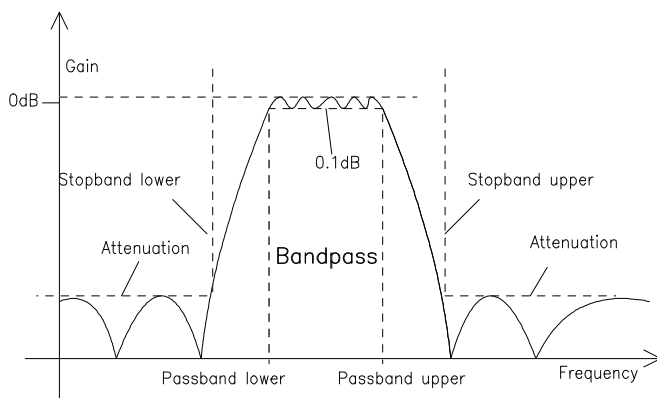 Gain
0dB
0.1dB
Stopband lower
Stopband upper
Attenuation
Attenuation
Bandpass
Frequency
Passband lower
Passband upper